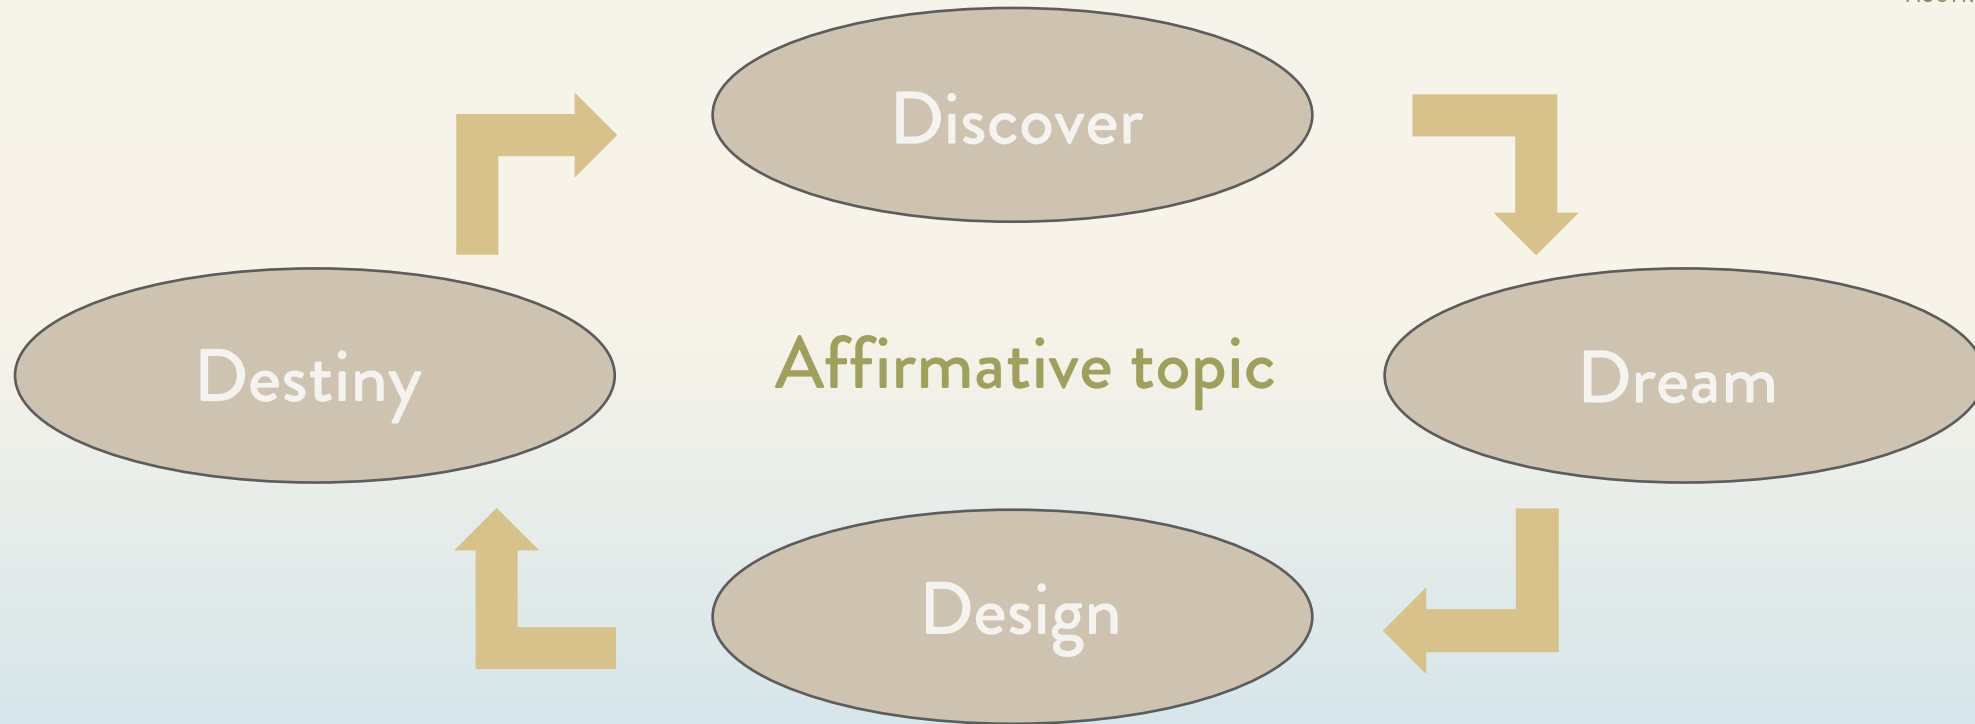 Discover
Destiny
Affirmative topic
Dream
Design